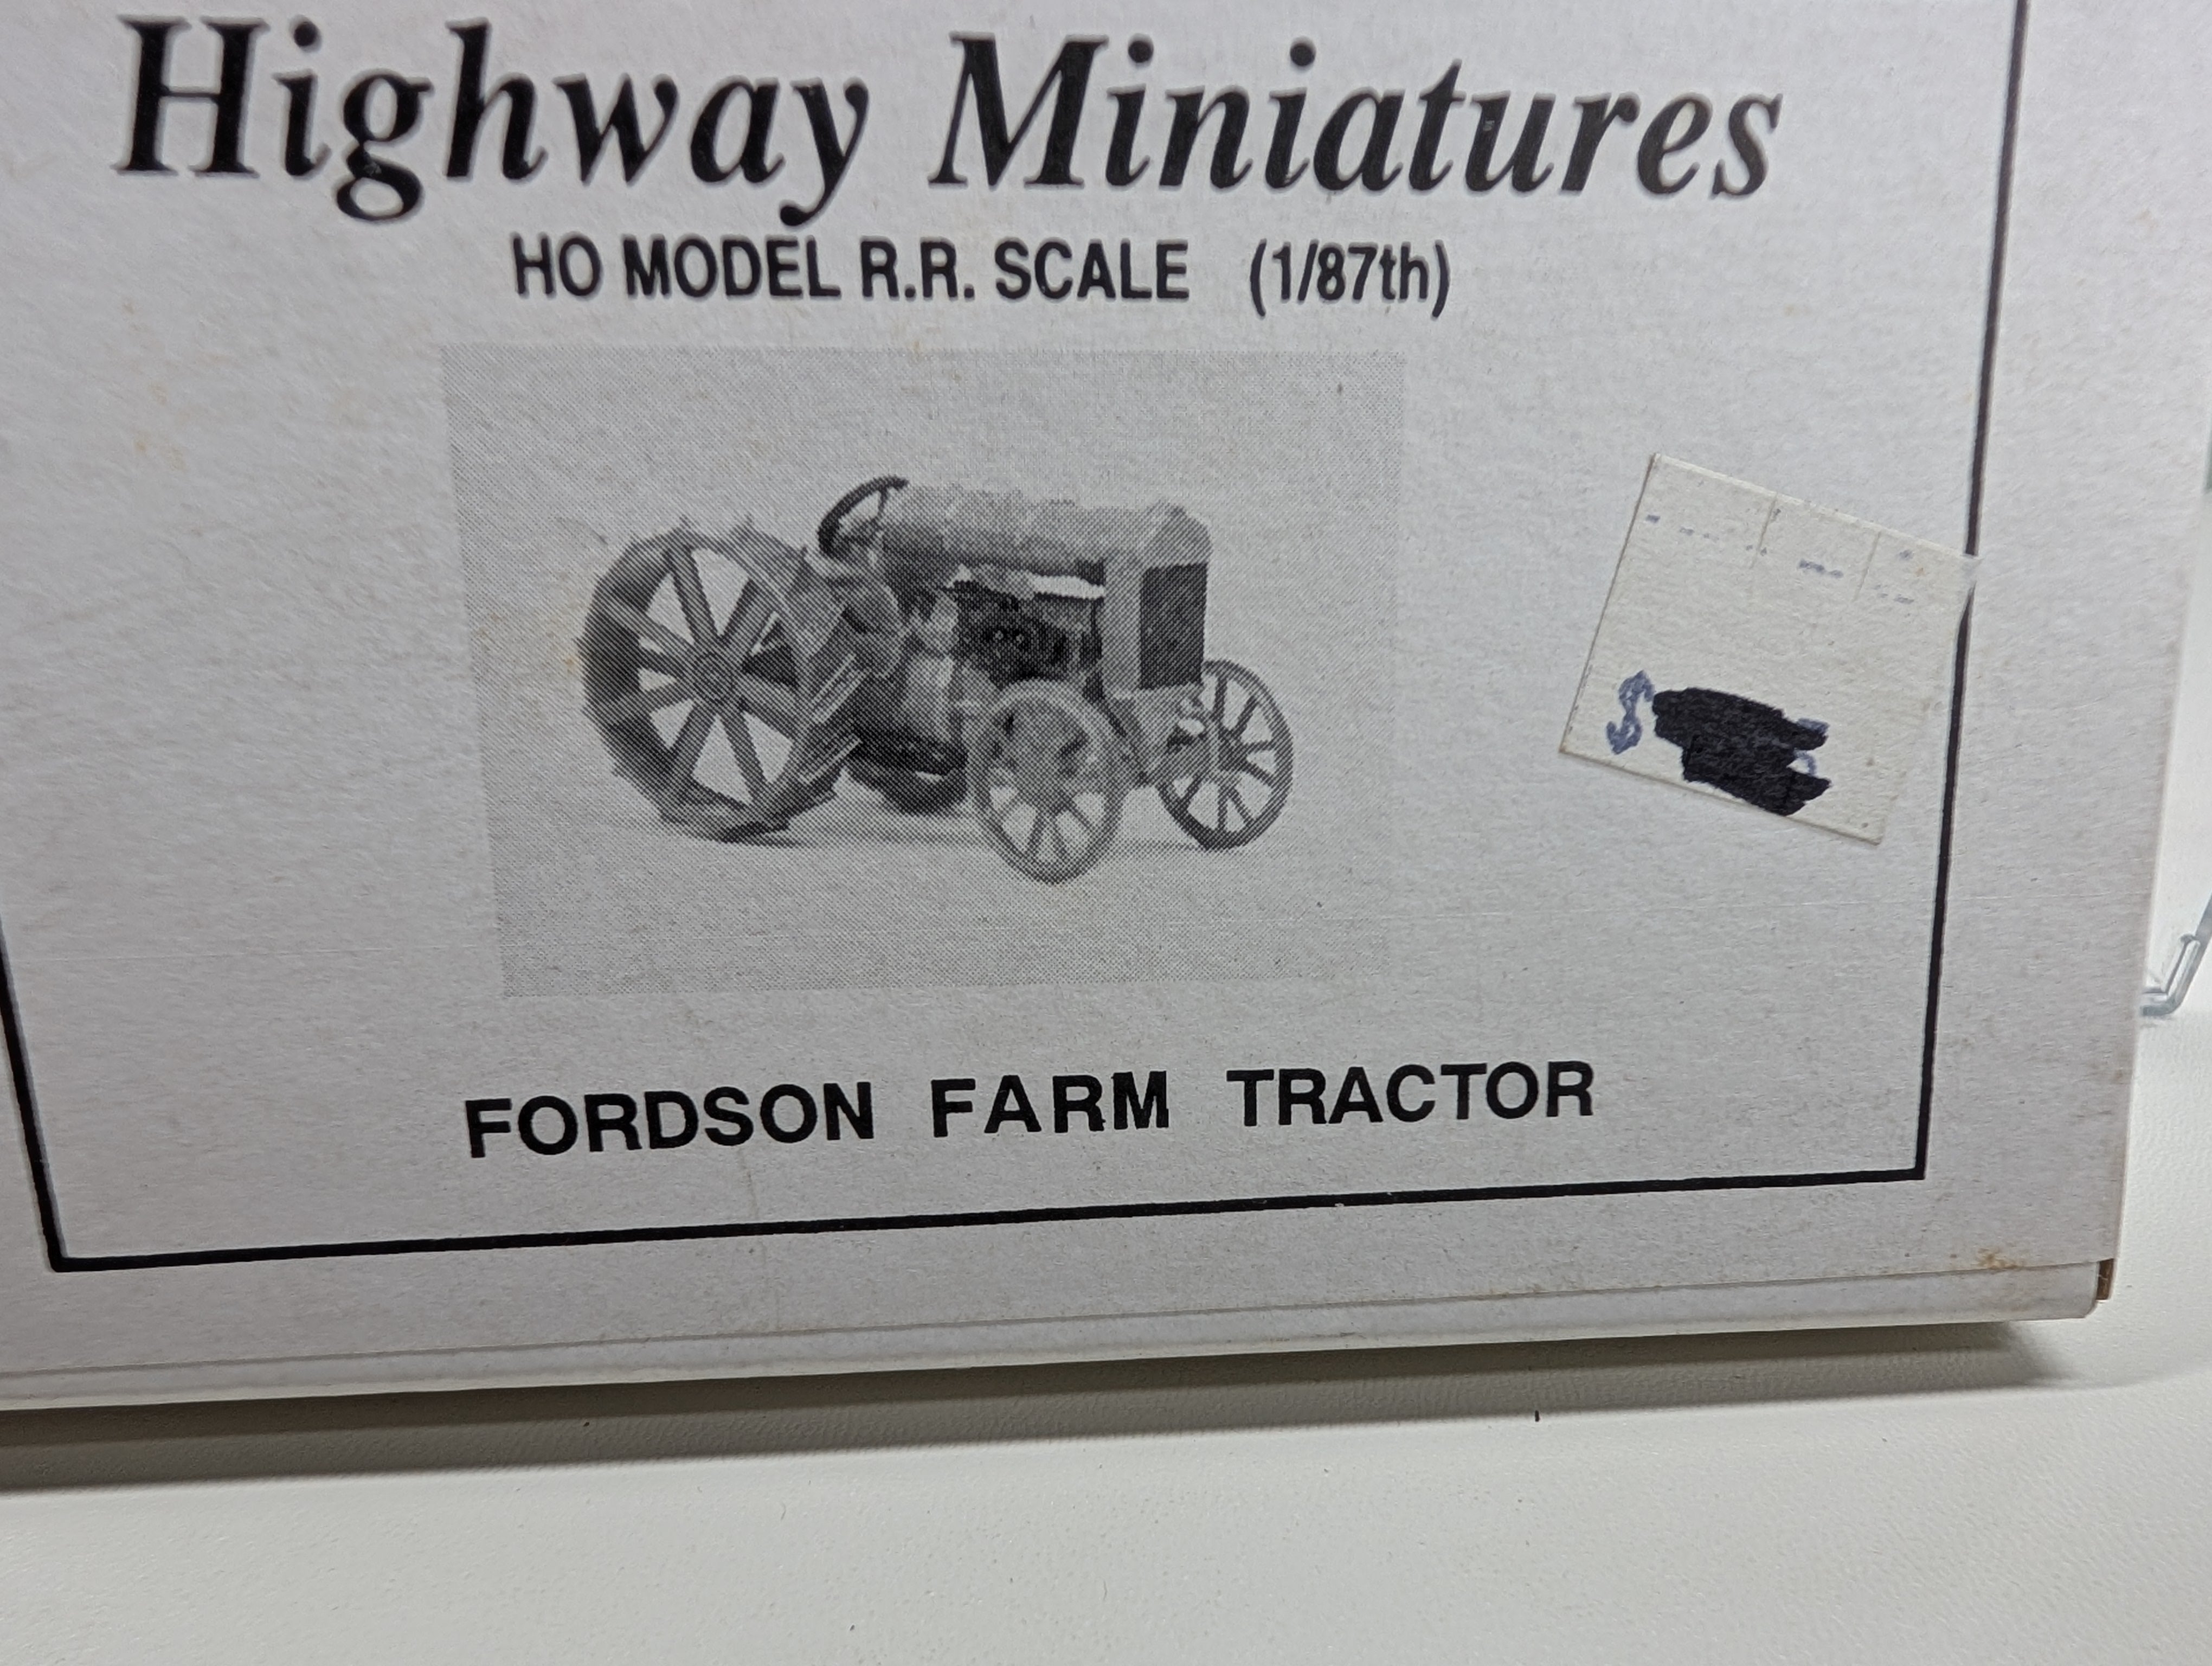 Highway Miniatures
HO MODEL R.R. SCALE (1/87th)
$
FORDSON FARM TRACTOR